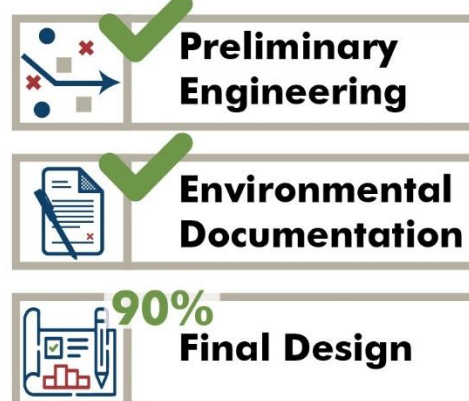 Preliminary
Engineering
Environmental
Documentation
90%
Final Design